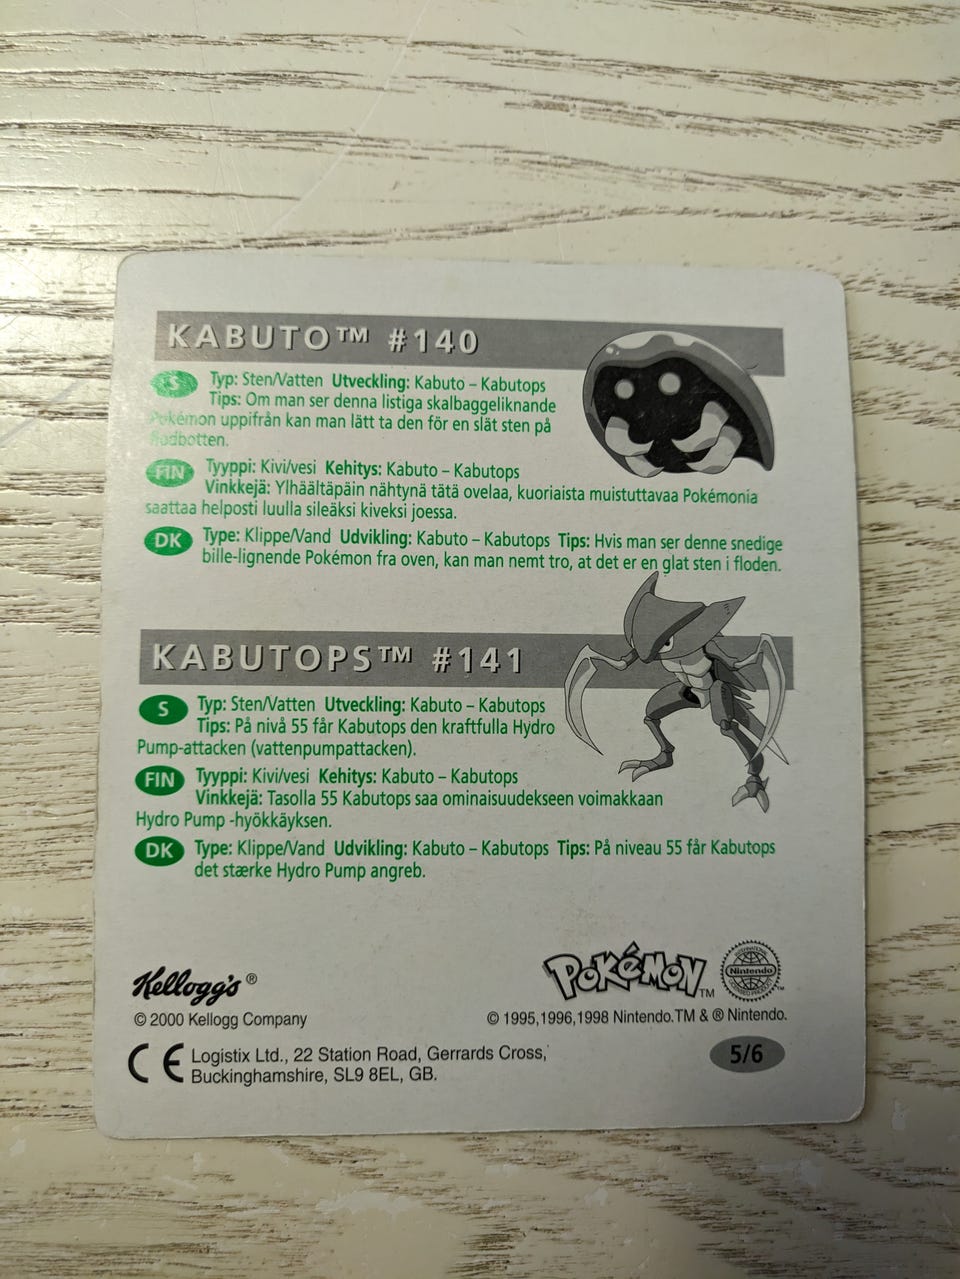 KABUTO™ #140
S Typ: Sten/Vatten Utveckling: Kabuto – Kabutops
Tips: Om man ser denna listiga skalbaggeliknande
Pokémon uppifrån kan man lätt ta den för en slät sten på
flodbotten.
FIN Tyyppi: Kivi/vesi Kehitys: Kabuto – Kabutops
Vinkkejä: Ylhäältäpäin nähtynä tätä ovelaa, kuoriaista muistuttavaa Pokémonia
saattaa helposti luulla sileäksi kiveksi joessa.
DK Type: Klippe/Vand Udvikling: Kabuto – Kabutops Tips: Hvis man ser denne snedige
bille-lignende Pokémon fra oven, kan man nemt tro, at det er en glat sten i floden.
KABUTOPS™ #141
S Typ: Sten/Vatten Utveckling: Kabuto – Kabutops
Tips: På nivå 55 får Kabutops den kraftfulla Hydro
Pump-attacken (vattenpumpattacken).
FIN Tyyppi: Kivi/vesi Kehitys: Kabuto – Kabutops
Vinkkejä: Tasolla 55 Kabutops saa ominaisuudekseen voimakkaan
Hydro Pump -hyökkäyksen.
DK Type: Klippe/Vand Udvikling: Kabuto – Kabutops Tips: På niveau 55 får Kabutops
det stærke Hydro Pump angreb.
Kellogg's®
© 2000 Kellogg Company
POKéMON™
Nintendo
™
© 1995,1996,1998 Nintendo.TM & ® Nintendo.
CE Logistix Ltd., 22 Station Road, Gerrards Cross,
Buckinghamshire, SL9 8EL, GB.
5/6